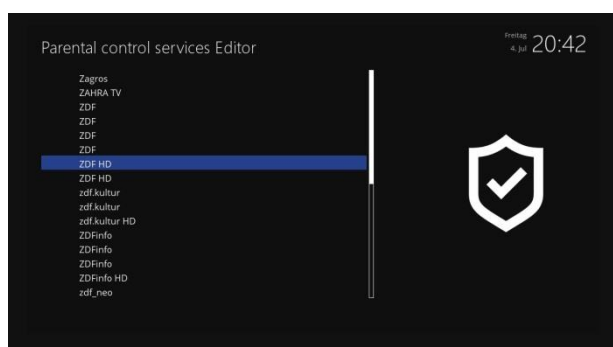 Parental control services Editor
Freitag
4. Jul 20:42
Zagros
ZAHRA TV
ZDF
ZDF
ZDF
ZDF
ZDF HD
ZDF HD
zdf.kultur
zdf.kultur
zdf.kultur HD
ZDFinfo
ZDFinfo
ZDFinfo
ZDFinfo HD
zdf_neo